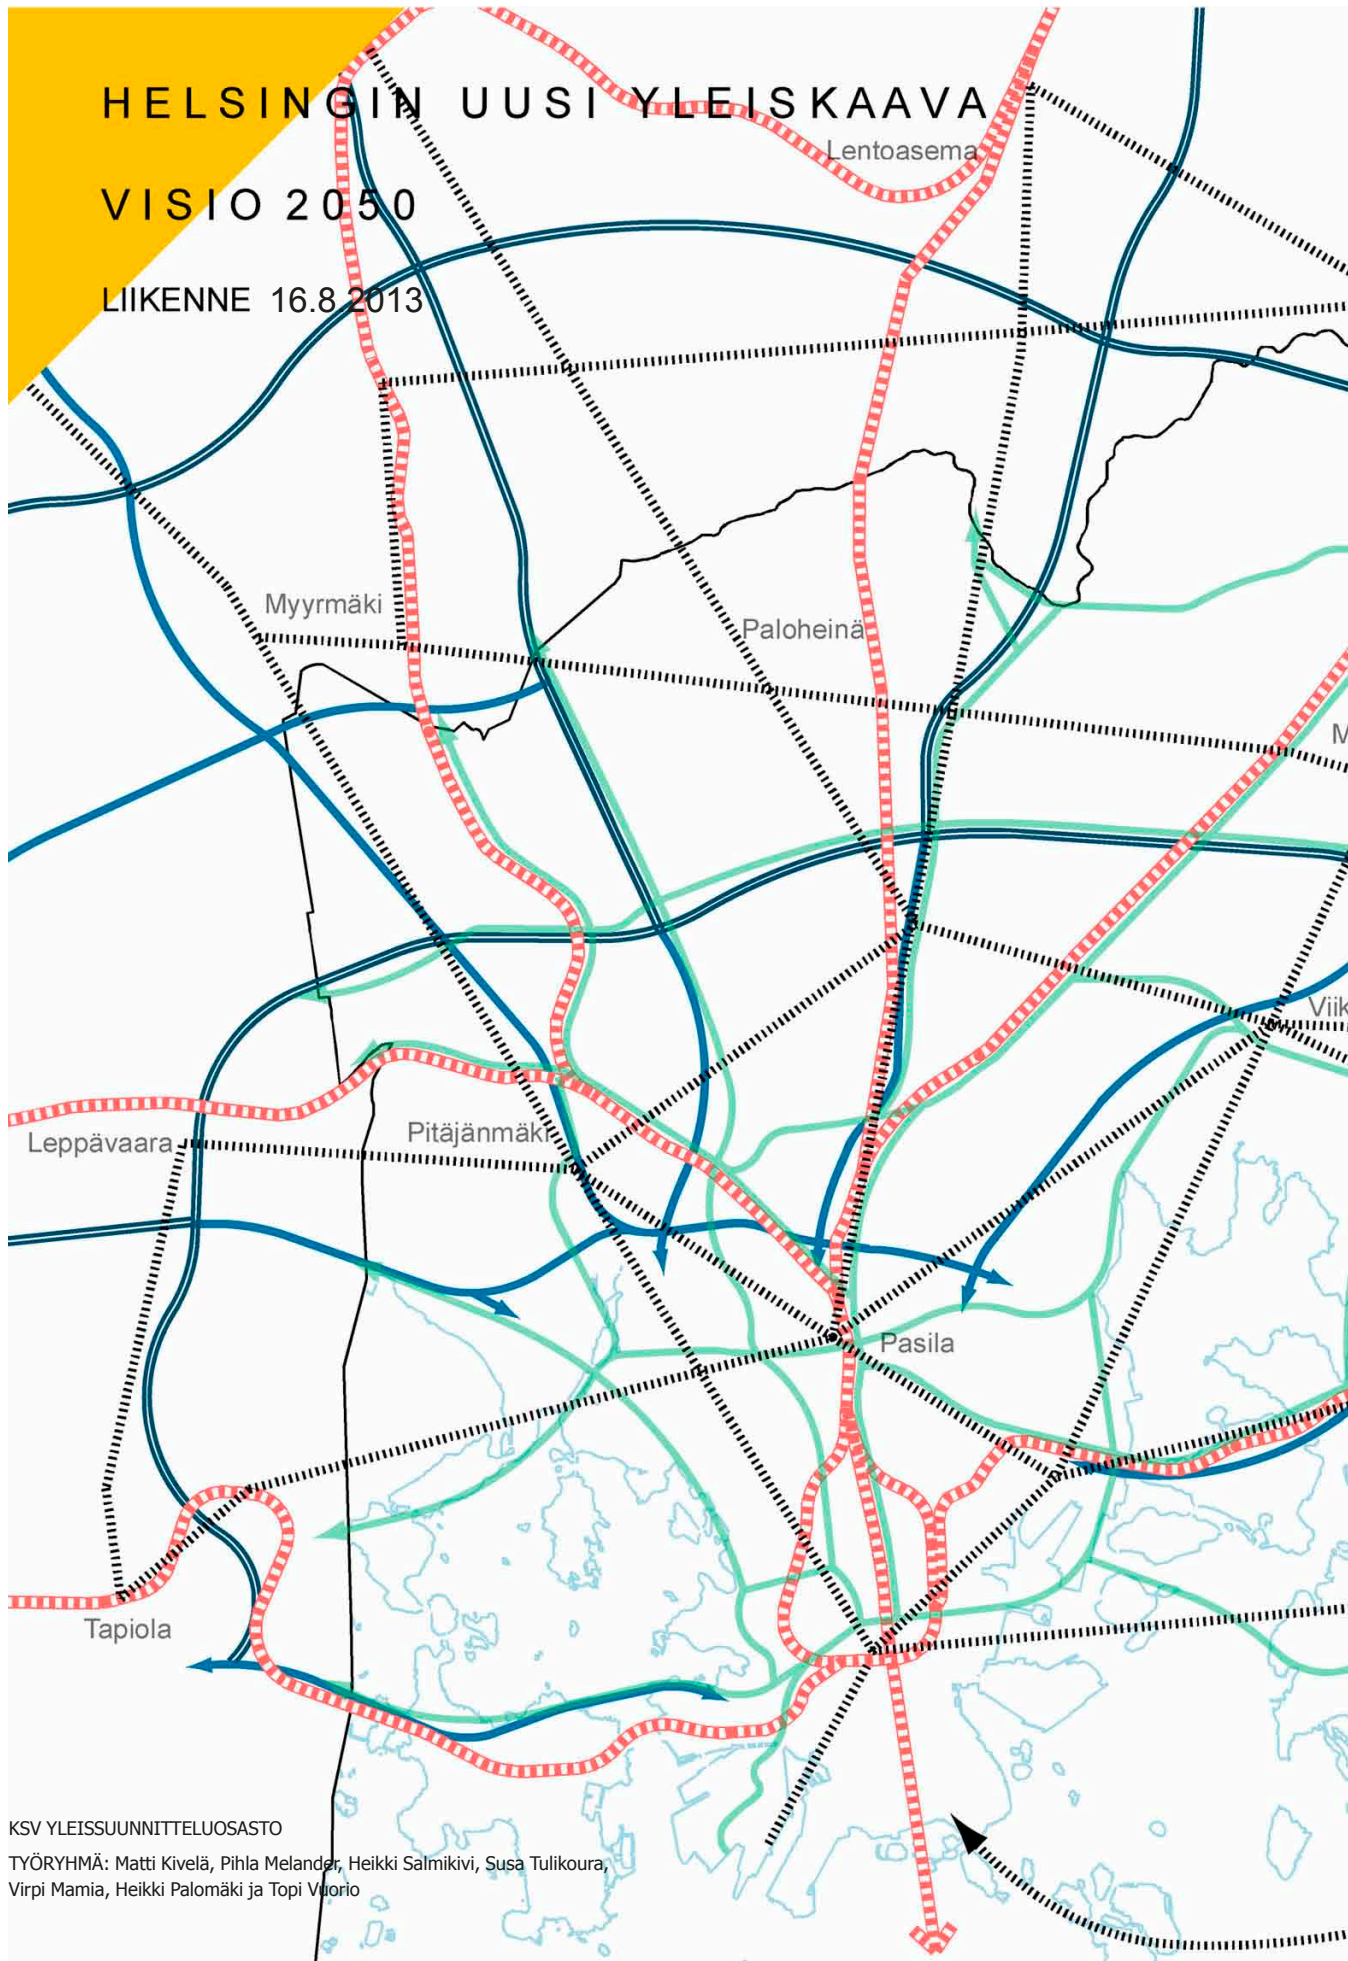 HELSINGIN UUSI YLEISKAAVA
VISIO 2050
LIIKENNE 16.8.2013
Lentoasema
Myyrmäki
Paloheinä
M
Viik
Leppävaara
Pitäjänmäki
Pasila
Tapiola
KSV YLEISSUUNNITTELUOSASTO
TYÖRYHMÄ: Matti Kivelä, Pihla Melander, Heikki Salmikivi, Susa Tulikoura,
Virpi Mamia, Heikki Palomäki ja Topi Vuorio